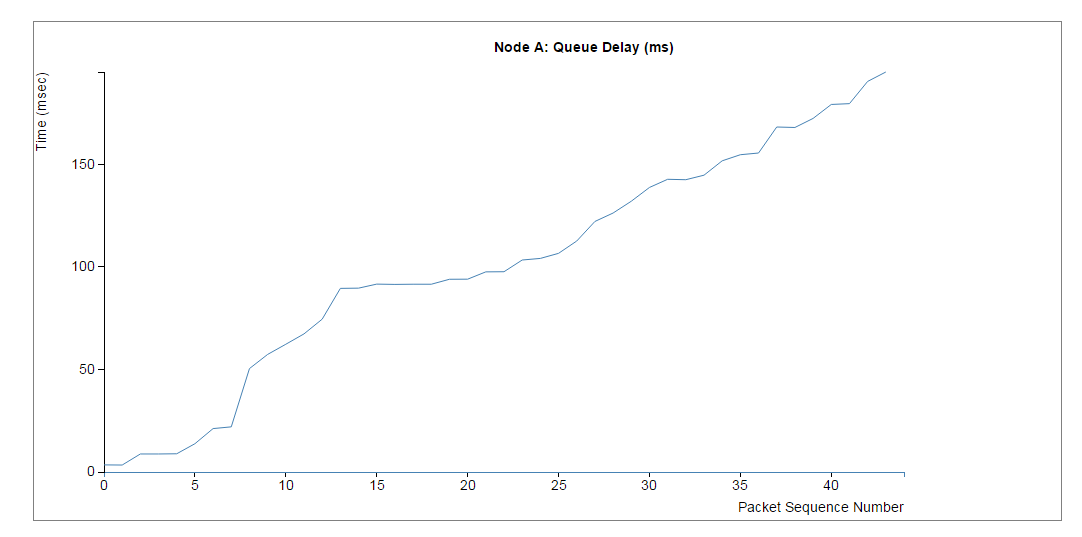 Node A: Queue Delay (ms)
Time (msec)
150
100
50
0
0 5 10 15 20 25 30 35 40
Packet Sequence Number